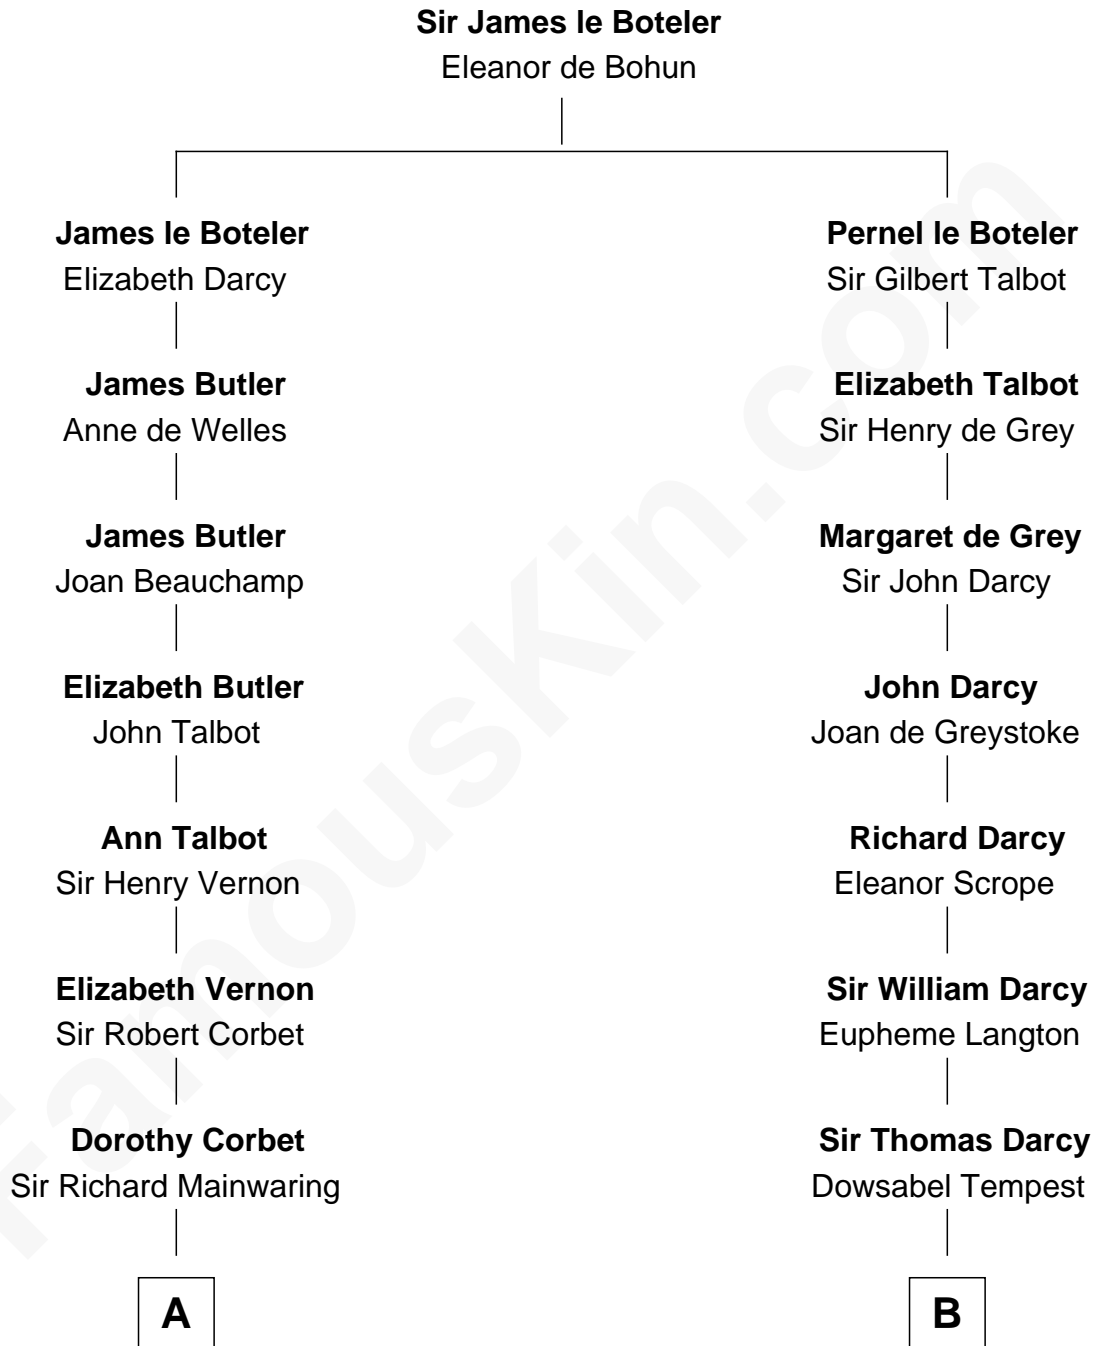 Sir James le Boteler
Eleanor de Bohun
James le Boteler
Elizabeth Darcy
James Butler
Anne de Welles
James Butler
Joan Beauchamp
Elizabeth Butler
John Talbot
Ann Talbot
Sir Henry Vernon
Elizabeth Vernon
Sir Robert Corbet
Dorothy Corbet
Sir Richard Mainwaring
A
Pernel le Boteler
Sir Gilbert Talbot
Elizabeth Talbot
Sir Henry de Grey
Margaret de Grey
Sir John Darcy
John Darcy
Joan de Greystoke
Richard Darcy
Eleanor Scrope
Sir William Darcy
Eupheme Langton
Sir Thomas Darcy
Dowsabel Tempest
B
FamousKin.com